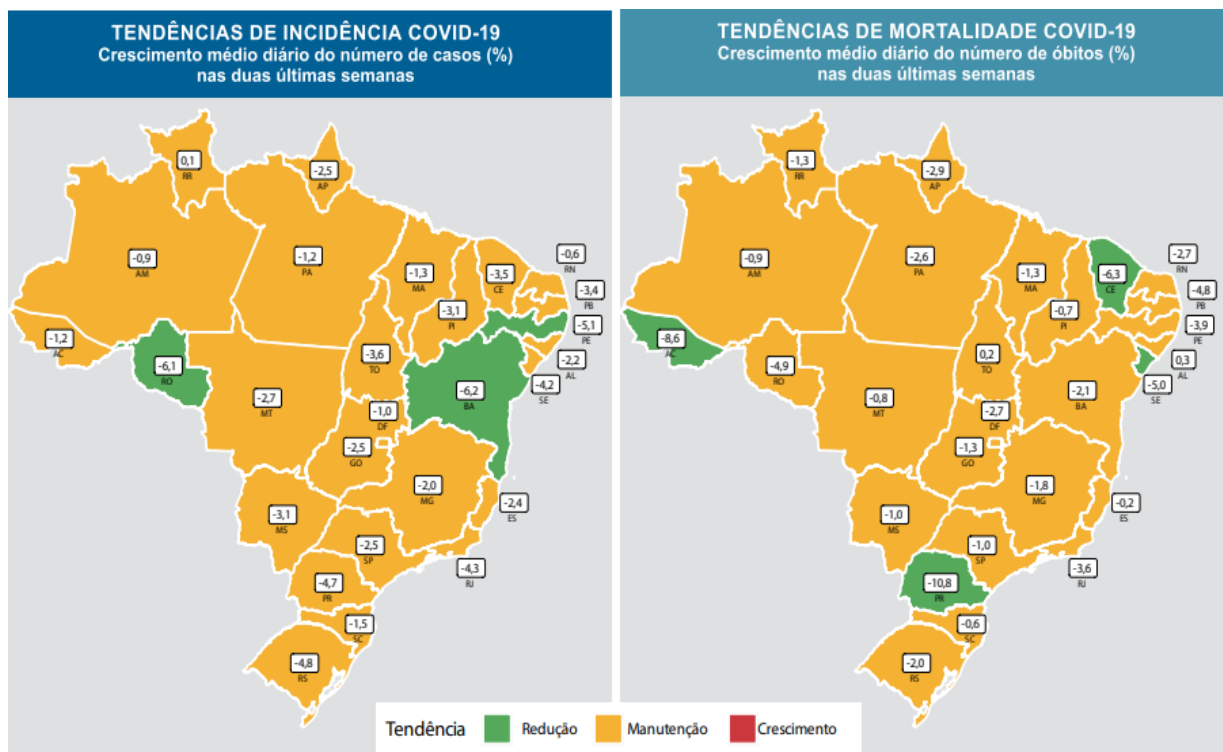 TENDÊNCIAS DE INCIDÊNCIA COVID-19
Crescimento médio diário do número de casos (%)
nas duas últimas semanas
0,1
RR
-2,5
AP
-0,9
AM
-1,2
PA
-1,3
MA
-3,5
CE
-0,6
RN
-3,4
PB
-3,1
PI
-5,1
PE
-1,2
AC
-6,1
RO
-3,6
TO
-2,2
AL
-4,2
SE
-6,2
BA
-2,7
MT
-1,0
DF
-2,5
GO
-2,0
MG
-2,4
ES
-3,1
MS
-2,5
SP
-4,3
RJ
-4,7
PR
-1,5
SC
-4,8
RS
TENDÊNCIAS DE MORTALIDADE COVID-19
Crescimento médio diário do número de óbitos (%)
nas duas últimas semanas
-1,3
RR
-2,9
AP
-0,9
AM
-2,6
PA
-1,3
MA
-6,3
CE
-2,7
RN
-4,8
PB
-0,7
PI
-3,9
PE
-8,6
AC
-4,9
RO
0,2
TO
0,3
AL
-5,0
SE
-2,1
BA
-0,8
MT
-2,7
DF
-1,3
GO
-1,8
MG
-0,2
ES
-1,0
MS
-1,0
SP
-3,6
RJ
-10,8
PR
-0,6
SC
-2,0
RS
Tendência Redução Manutenção Crescimento